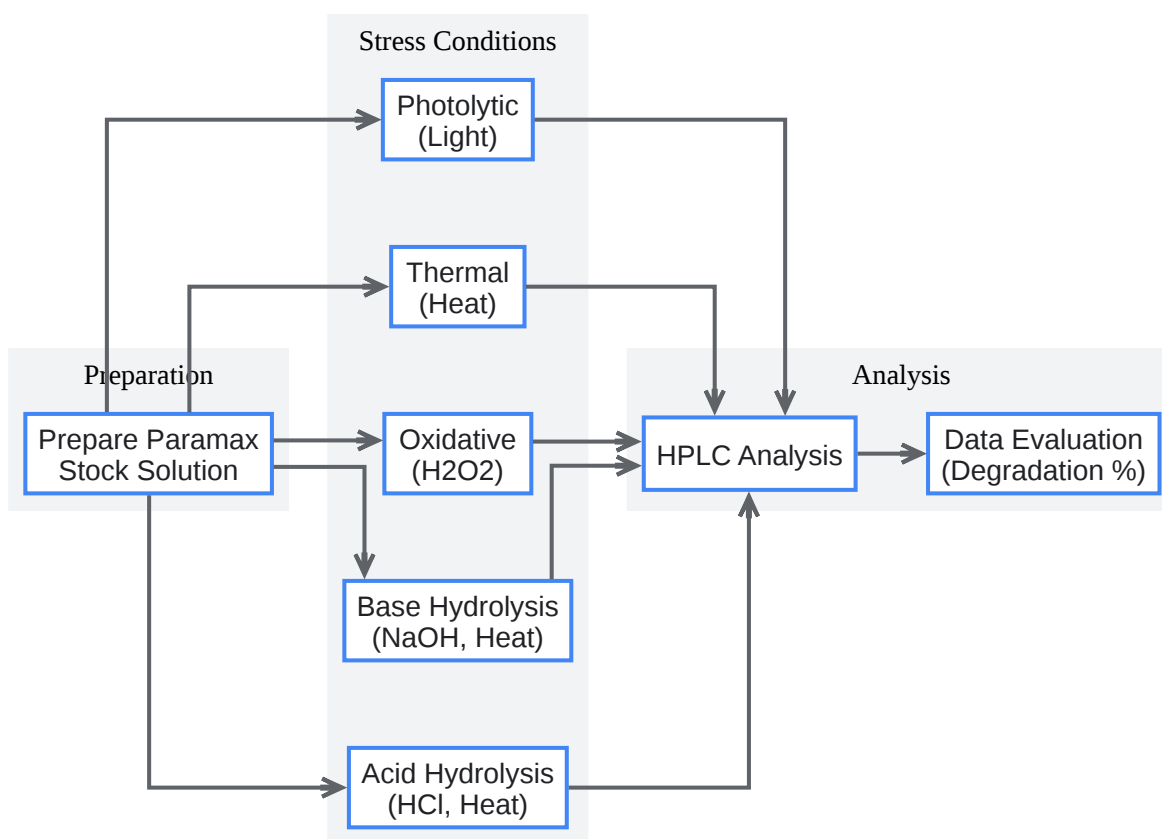 Stress Conditions
Photolytic
(Light)
Thermal
(Heat)
Preparation
Analysis
Prepare Paramax
Stock Solution
Oxidative
(H2O2)
HPLC Analysis
Data Evaluation
(Degradation %)
Base Hydrolysis
(NaOH, Heat)
Acid Hydrolysis
(HCl, Heat)